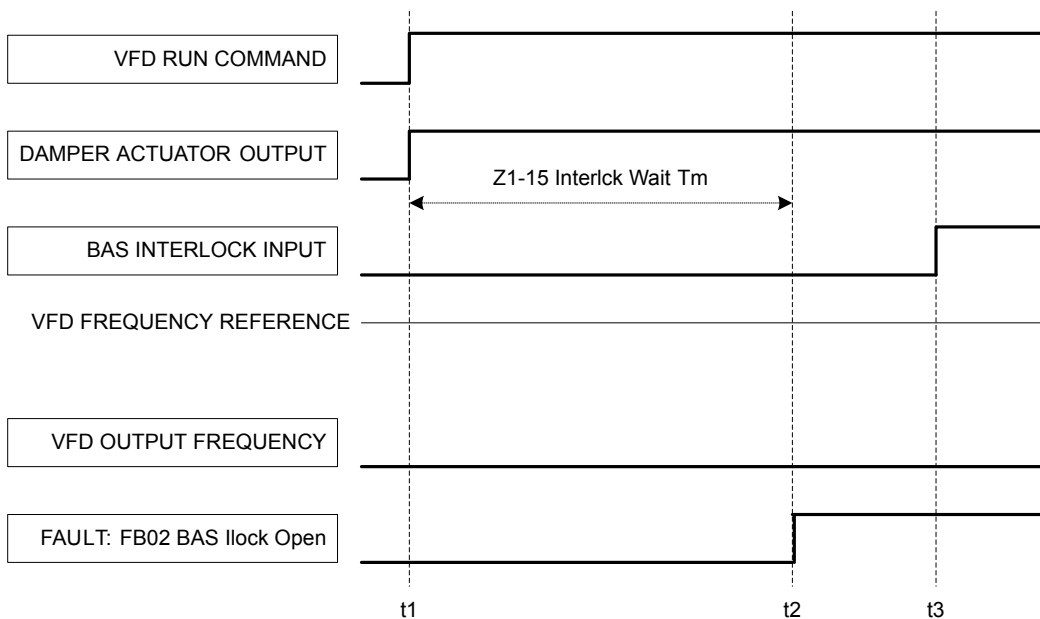 VFD RUN COMMAND
DAMPER ACTUATOR OUTPUT
Z1-15 Interlck Wait Tm
BAS INTERLOCK INPUT
VFD FREQUENCY REFERENCE
VFD OUTPUT FREQUENCY
FAULT: FB02 BAS Ilock Open
t1 t2 t3